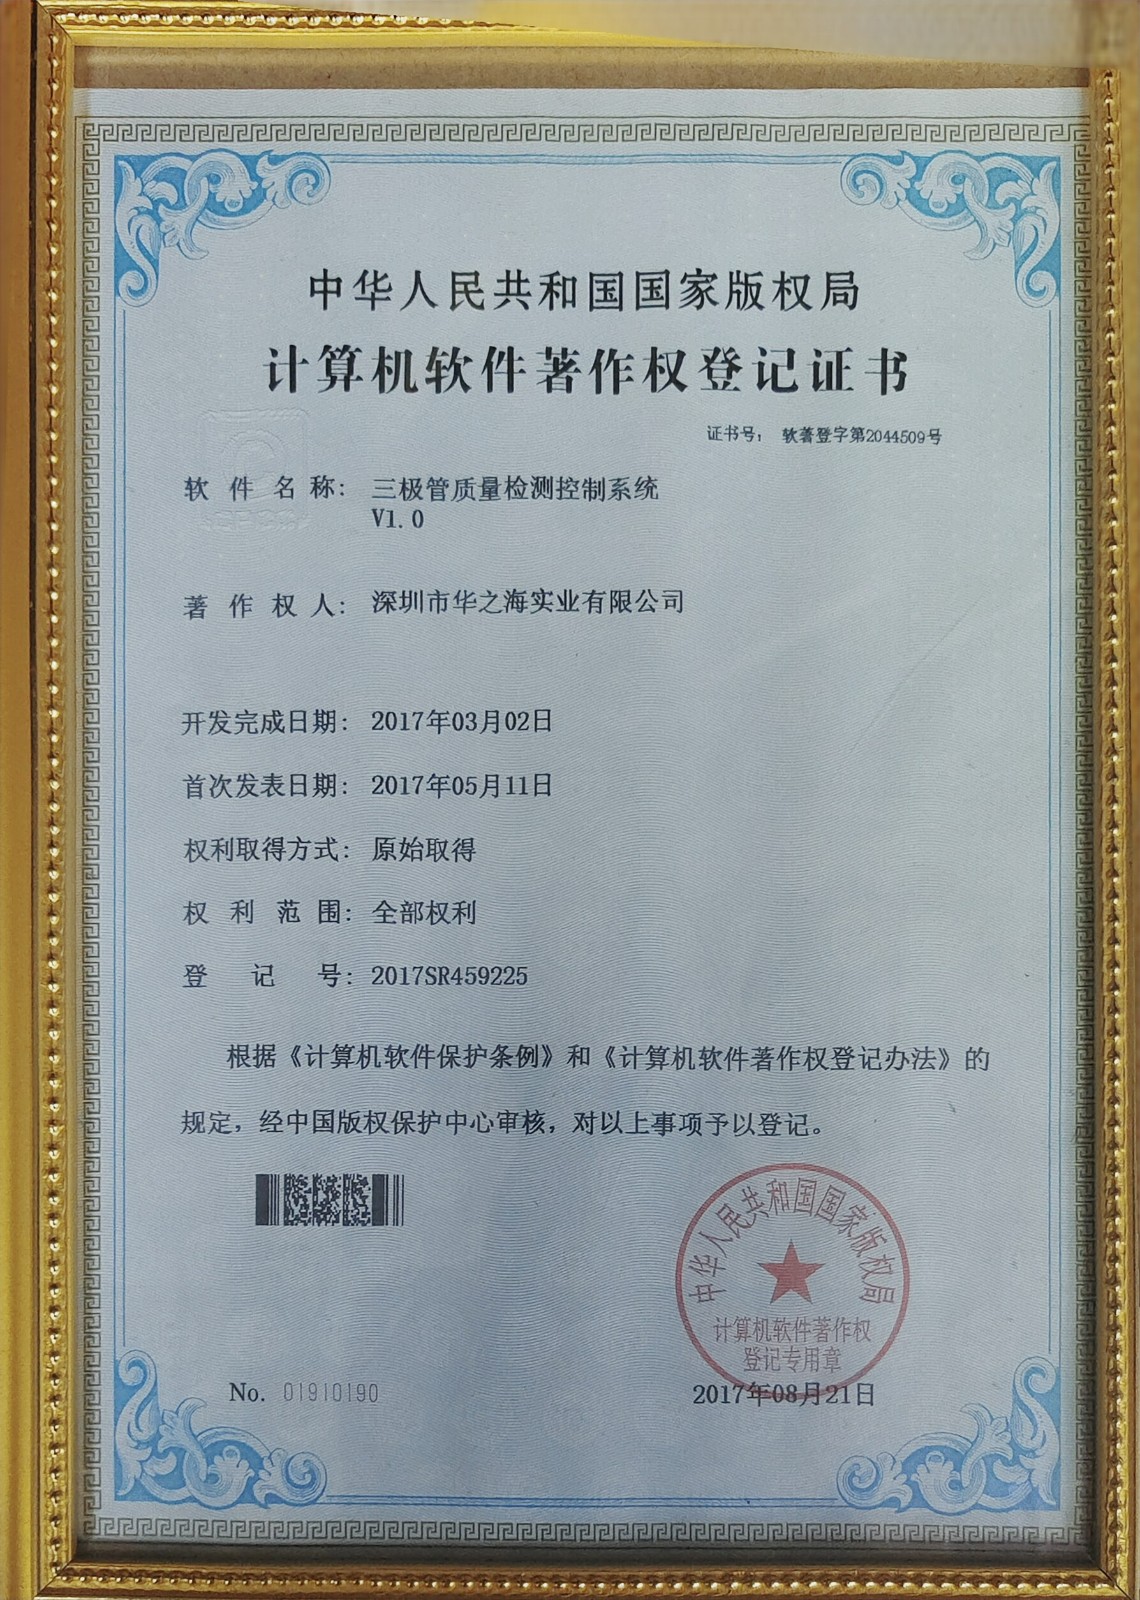 中华人民共和国国家版权局
计算机软件著作权登记证书
证书号： 软著登字第2044509号
软件名称： 三极管质量检测控制系统
V1.0
著作权人： 深圳市华之海实业有限公司
开发完成日期： 2017年03月02日
首次发表日期： 2017年05月11日
权利取得方式： 原始取得
权利范围： 全部权利
登记号： 2017SR459225
根据《计算机软件保护条例》和《计算机软件著作权登记办法》的
规定，经中国版权保护中心审核，对以上事项予以登记。
中华人民共和国国家版权局
计算机软件著作权
登记专用章
No. 01910190
2017年08月21日